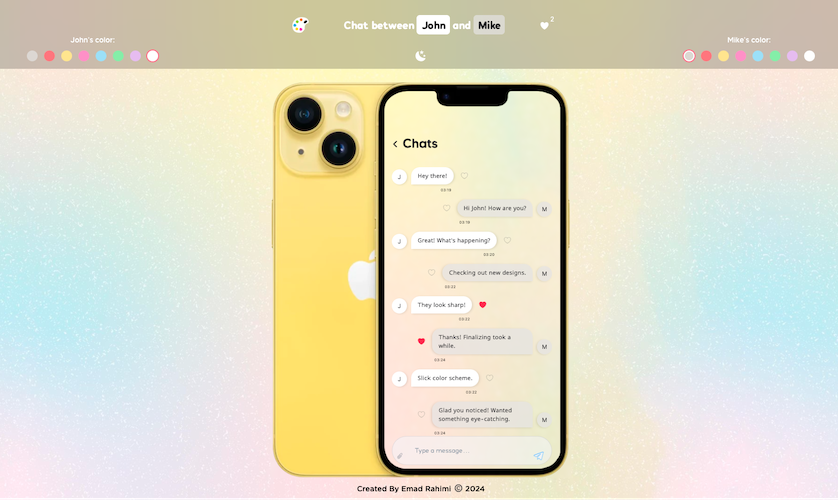 Chat between John and Mike
2
John's color:
Mike's color:
Chats
J
Hey there!
03:18
Hi John! How are you?
M
03:18
J
Great! What's happening?
03:20
Checking out new designs.
M
03:22
J
They look sharp!
03:22
Thanks! Finalizing took a
while.
M
03:24
J
Slick color scheme.
03:22
Glad you noticed! Wanted
something eye-catching.
M
03:24
Type a message...
Created By Emad Rahimi © 2024